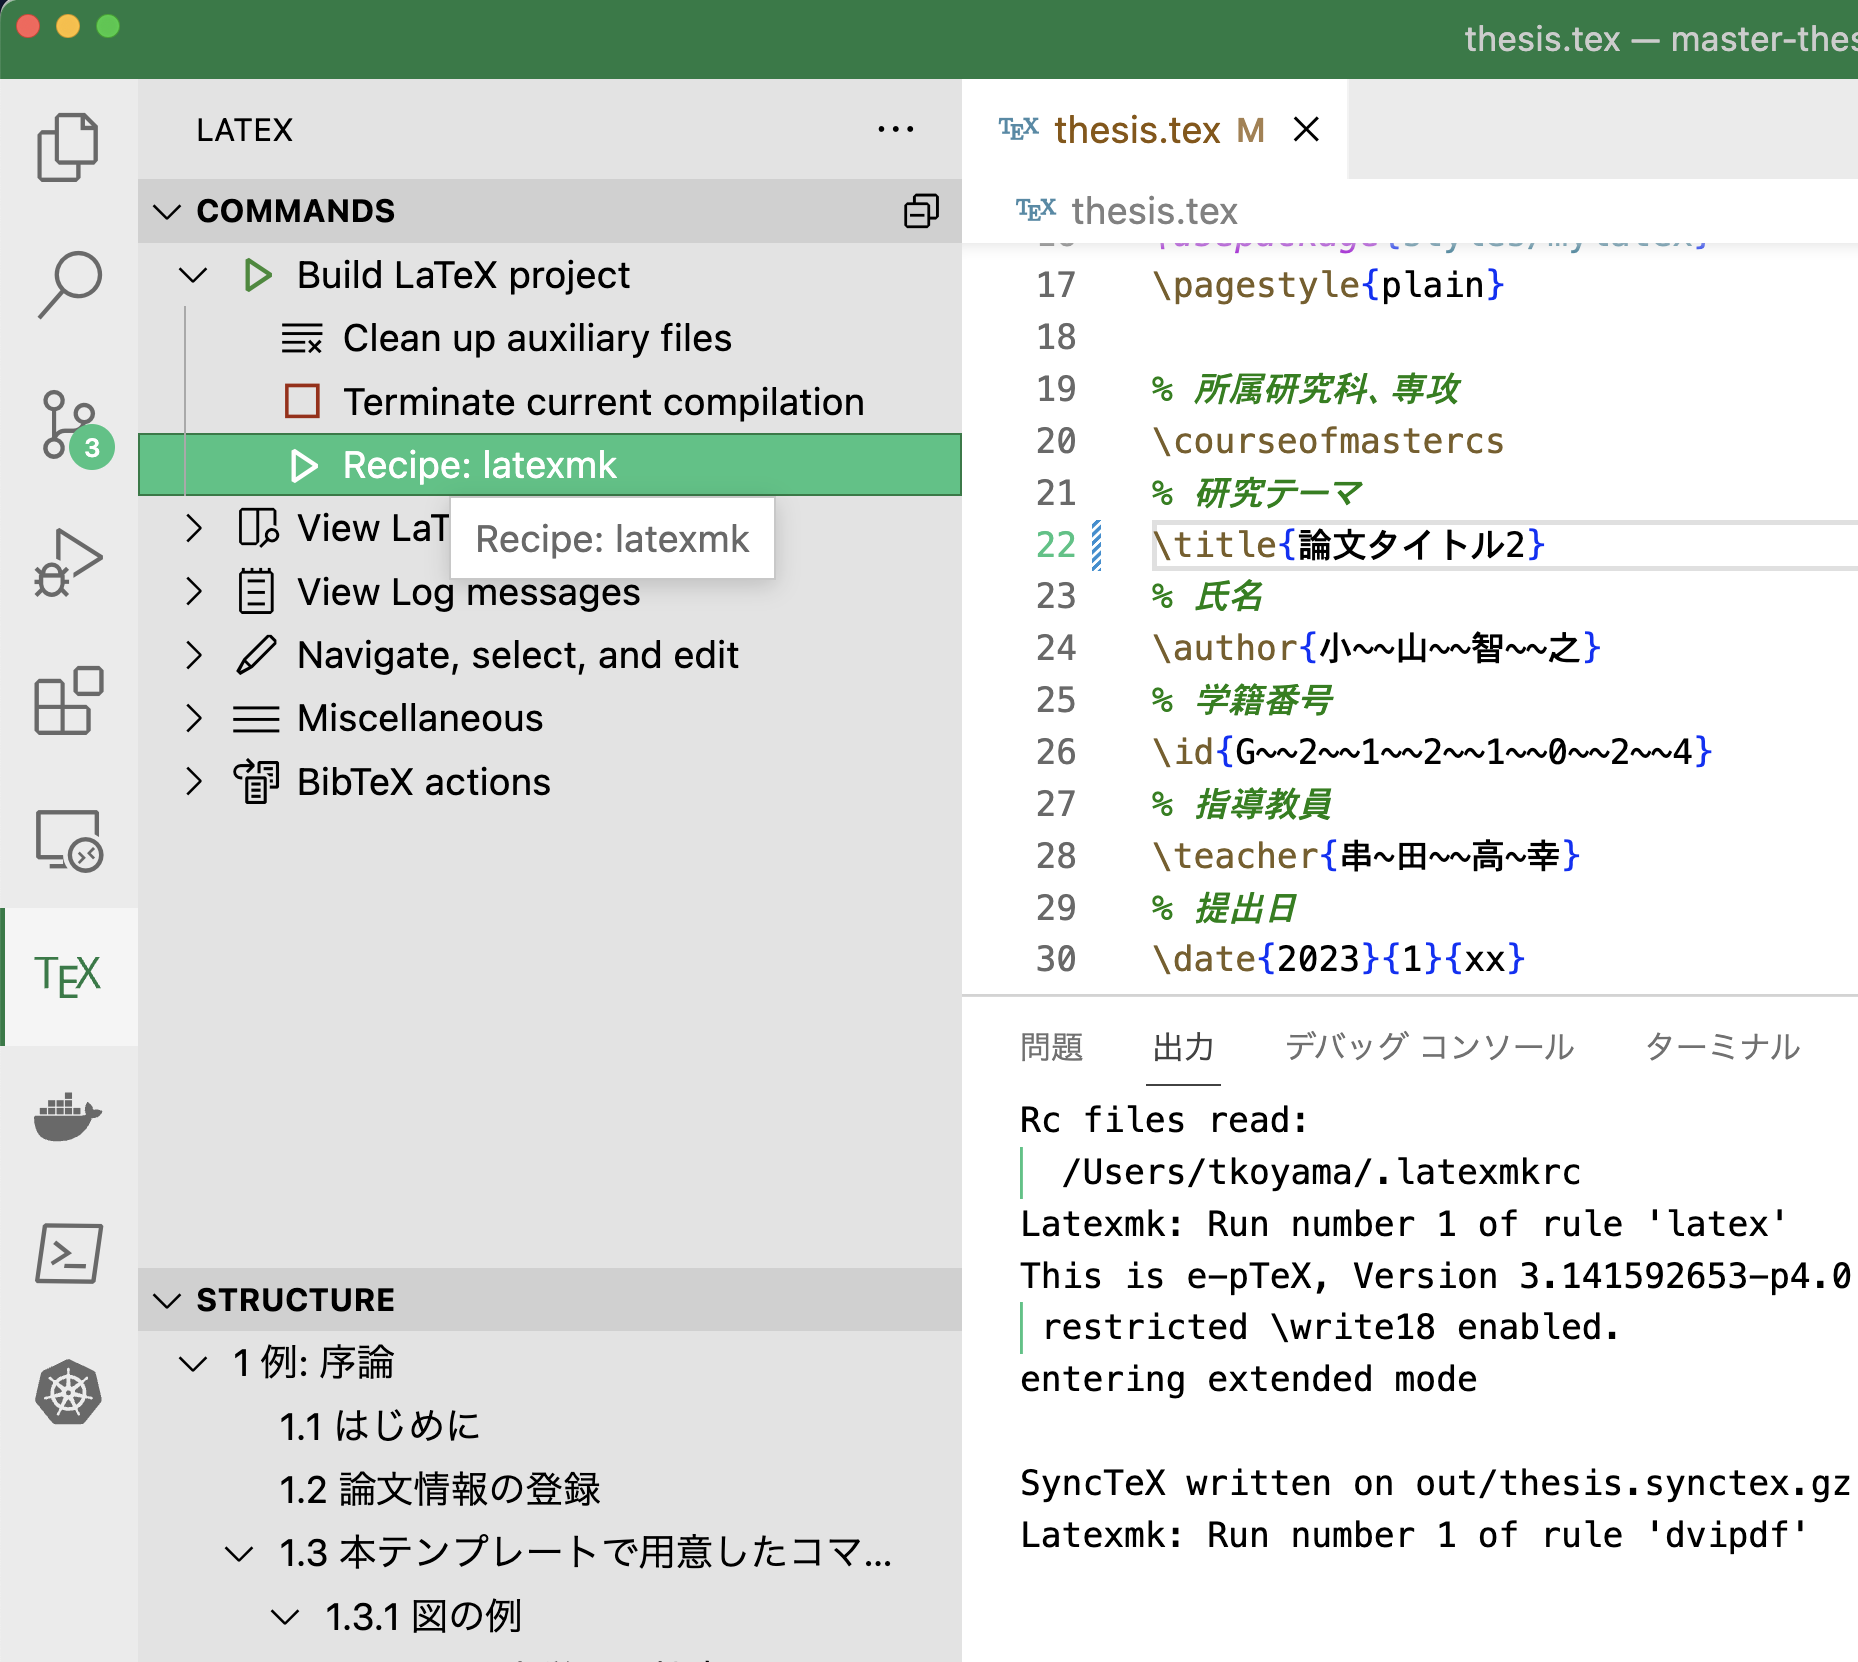 thesis.tex — master-thes
LATEX
COMMANDS
Build LaTeX project
Clean up auxiliary files
Terminate current compilation
Recipe: latexmk
View LaT
Recipe: latexmk
View Log messages
Navigate, select, and edit
Miscellaneous
BibTeX actions
3
TEX
STRUCTURE
1 例: 序論
1.1 はじめに
1.2 論文情報の登録
1.3 本テンプレートで用意したコマ...
1.3.1 図の例
TEX thesis.tex M
TEX thesis.tex
17 \pagestyle{plain}
18
19 % 所属研究科、専攻
20 \courseofmastercs
21 % 研究テーマ
22 \title{論文タイトル2}
23 % 氏名
24 \author{小~~山~~智~~之}
25 % 学籍番号
26 \id{G~~2~~1~~2~~1~~0~~2~~4}
27 % 指導教員
28 \teacher{串~田~~高~幸}
29 % 提出日
30 \date{2023}{1}{xx}
問題 出力 デバッグ コンソール ターミナル
Rc files read:
/Users/tkoyama/.latexmkrc
Latexmk: Run number 1 of rule 'latex'
This is e-pTeX, Version 3.141592653-p4.0
restricted \write18 enabled.
entering extended mode
SyncTeX written on out/thesis.synctex.gz
Latexmk: Run number 1 of rule 'dvipdf'